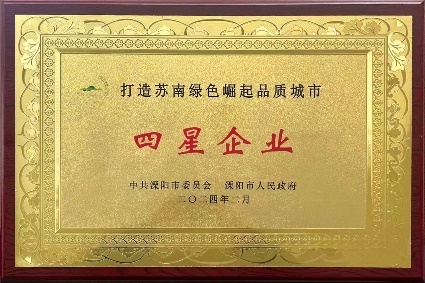 打造苏南绿色崛起品质城市
四星企业
中共溧阳市委员会 溧阳市人民政府
二〇二四年二月